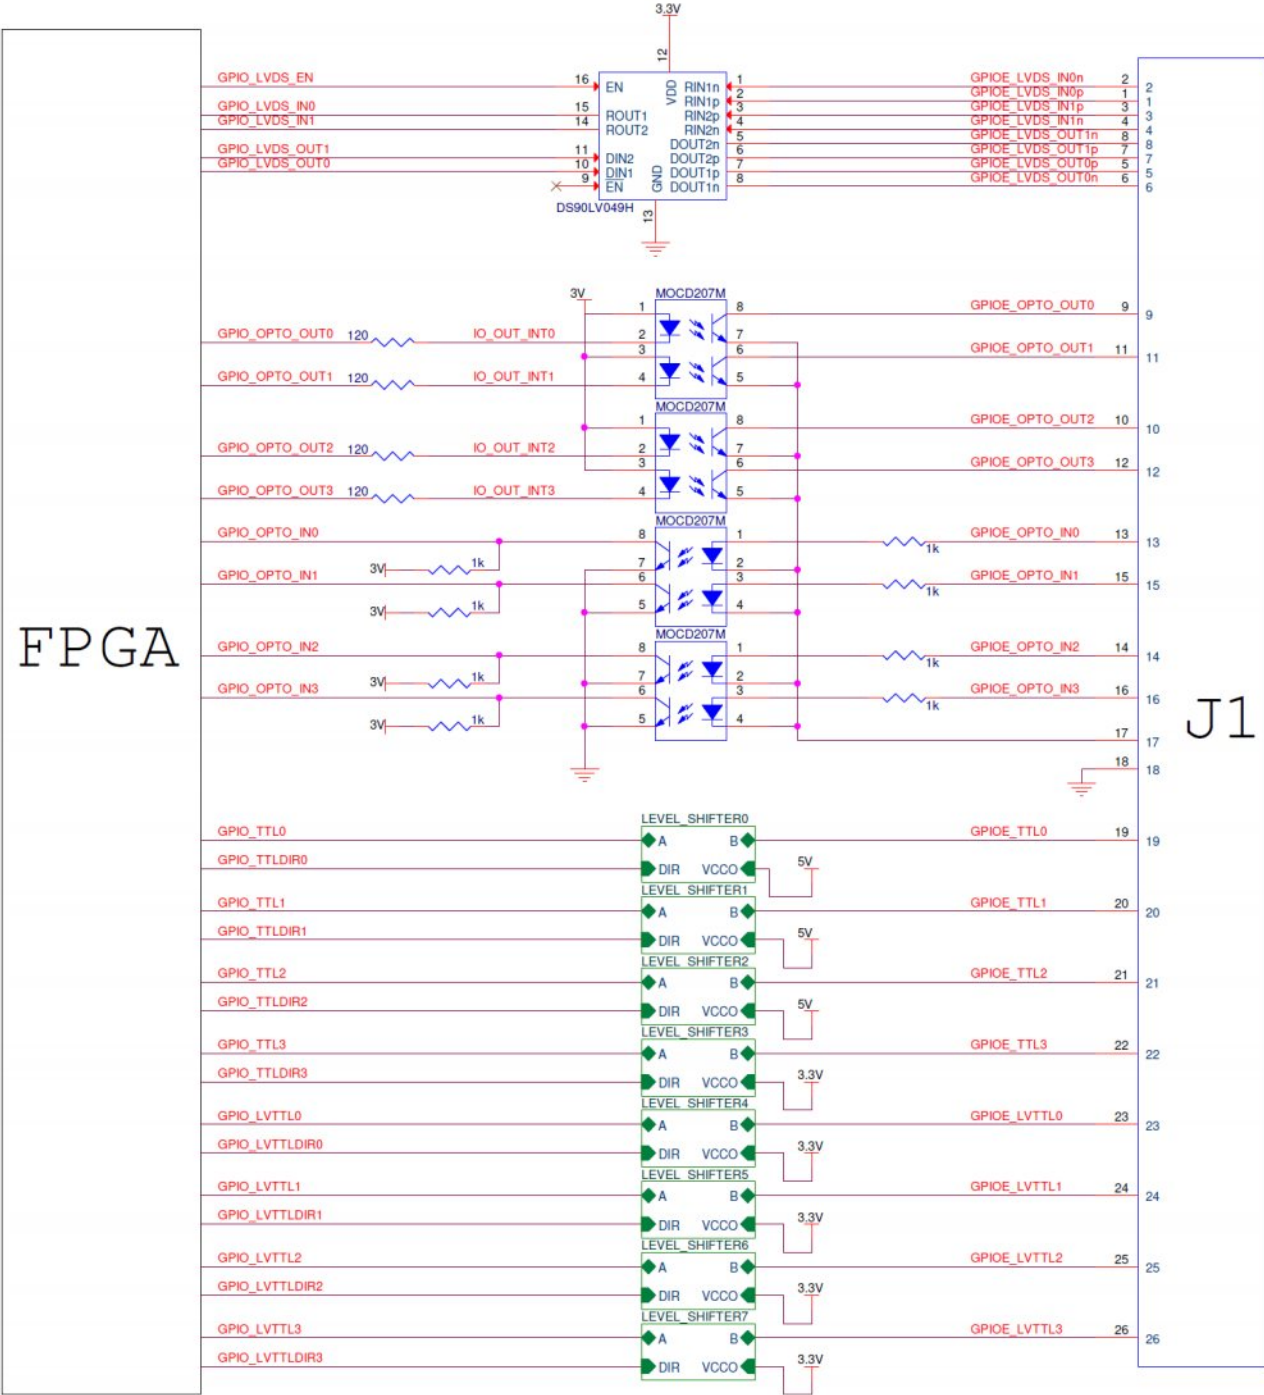 3.3V
12
GPIO_LVDS_EN 16 EN VDD RIN1n 1 GPIOE_LVDS_IN0n 2 2
RIN1p 2 GPIOE_LVDS_IN0p 1 1
GPIO_LVDS_IN0 15 ROUT1 RIN2p 3 GPIOE_LVDS_IN1p 3 3
GPIO_LVDS_IN1 14 ROUT2 RIN2n 4 GPIOE_LVDS_IN1n 4 4
DOUT2n 5 GPIOE_LVDS_OUT1n 8 8
GPIO_LVDS_OUT1 11 DIN2 DOUT2p 6 GPIOE_LVDS_OUT1p 7 7
GPIO_LVDS_OUT0 10 DIN1 DOUT1p 7 GPIOE_LVDS_OUT0p 5 5
9 EN GND DOUT1n 8 GPIOE_LVDS_OUT0n 6 6
DS90LV049H
13
3V MOCD207M
1 8 GPIOE_OPTO_OUT0 9 9
GPIO_OPTO_OUT0 120 IO_OUT_INT0 2 7
3 6 GPIOE_OPTO_OUT1 11 11
GPIO_OPTO_OUT1 120 IO_OUT_INT1 4 5
MOCD207M
1 8 GPIOE_OPTO_OUT2 10 10
GPIO_OPTO_OUT2 120 IO_OUT_INT2 2 7
3 6 GPIOE_OPTO_OUT3 12 12
GPIO_OPTO_OUT3 120 IO_OUT_INT3 4 5
MOCD207M
GPIO_OPTO_IN0 8 1 GPIOE_OPTO_IN0 13 13
1k
3V 1k 7 2
GPIO_OPTO_IN1 6 3 GPIOE_OPTO_IN1 15 15
1k
3V 1k 5 4
MOCD207M
GPIO_OPTO_IN2 8 1 GPIOE_OPTO_IN2 14 14
1k
3V 1k 7 2
GPIO_OPTO_IN3 6 3 GPIOE_OPTO_IN3 16 16
1k
3V 1k 5 4
17 17
18 18
FPGA
J1
LEVEL_SHIFTER0
GPIO_TTL0 A B GPIOE_TTL0 19 19
GPIO_TTLDIR0 DIR VCCO 5V
LEVEL_SHIFTER1
GPIO_TTL1 A B GPIOE_TTL1 20 20
GPIO_TTLDIR1 DIR VCCO 5V
LEVEL_SHIFTER2
GPIO_TTL2 A B GPIOE_TTL2 21 21
GPIO_TTLDIR2 DIR VCCO 5V
LEVEL_SHIFTER3
GPIO_TTL3 A B GPIOE_TTL3 22 22
GPIO_TTLDIR3 DIR VCCO 3.3V
LEVEL_SHIFTER4
GPIO_LVTTL0 A B GPIOE_LVTTL0 23 23
GPIO_LVTTLDIR0 DIR VCCO 3.3V
LEVEL_SHIFTER5
GPIO_LVTTL1 A B GPIOE_LVTTL1 24 24
GPIO_LVTTLDIR1 DIR VCCO 3.3V
LEVEL_SHIFTER6
GPIO_LVTTL2 A B GPIOE_LVTTL2 25 25
GPIO_LVTTLDIR2 DIR VCCO 3.3V
LEVEL_SHIFTER7
GPIO_LVTTL3 A B GPIOE_LVTTL3 26 26
GPIO_LVTTLDIR3 DIR VCCO 3.3V